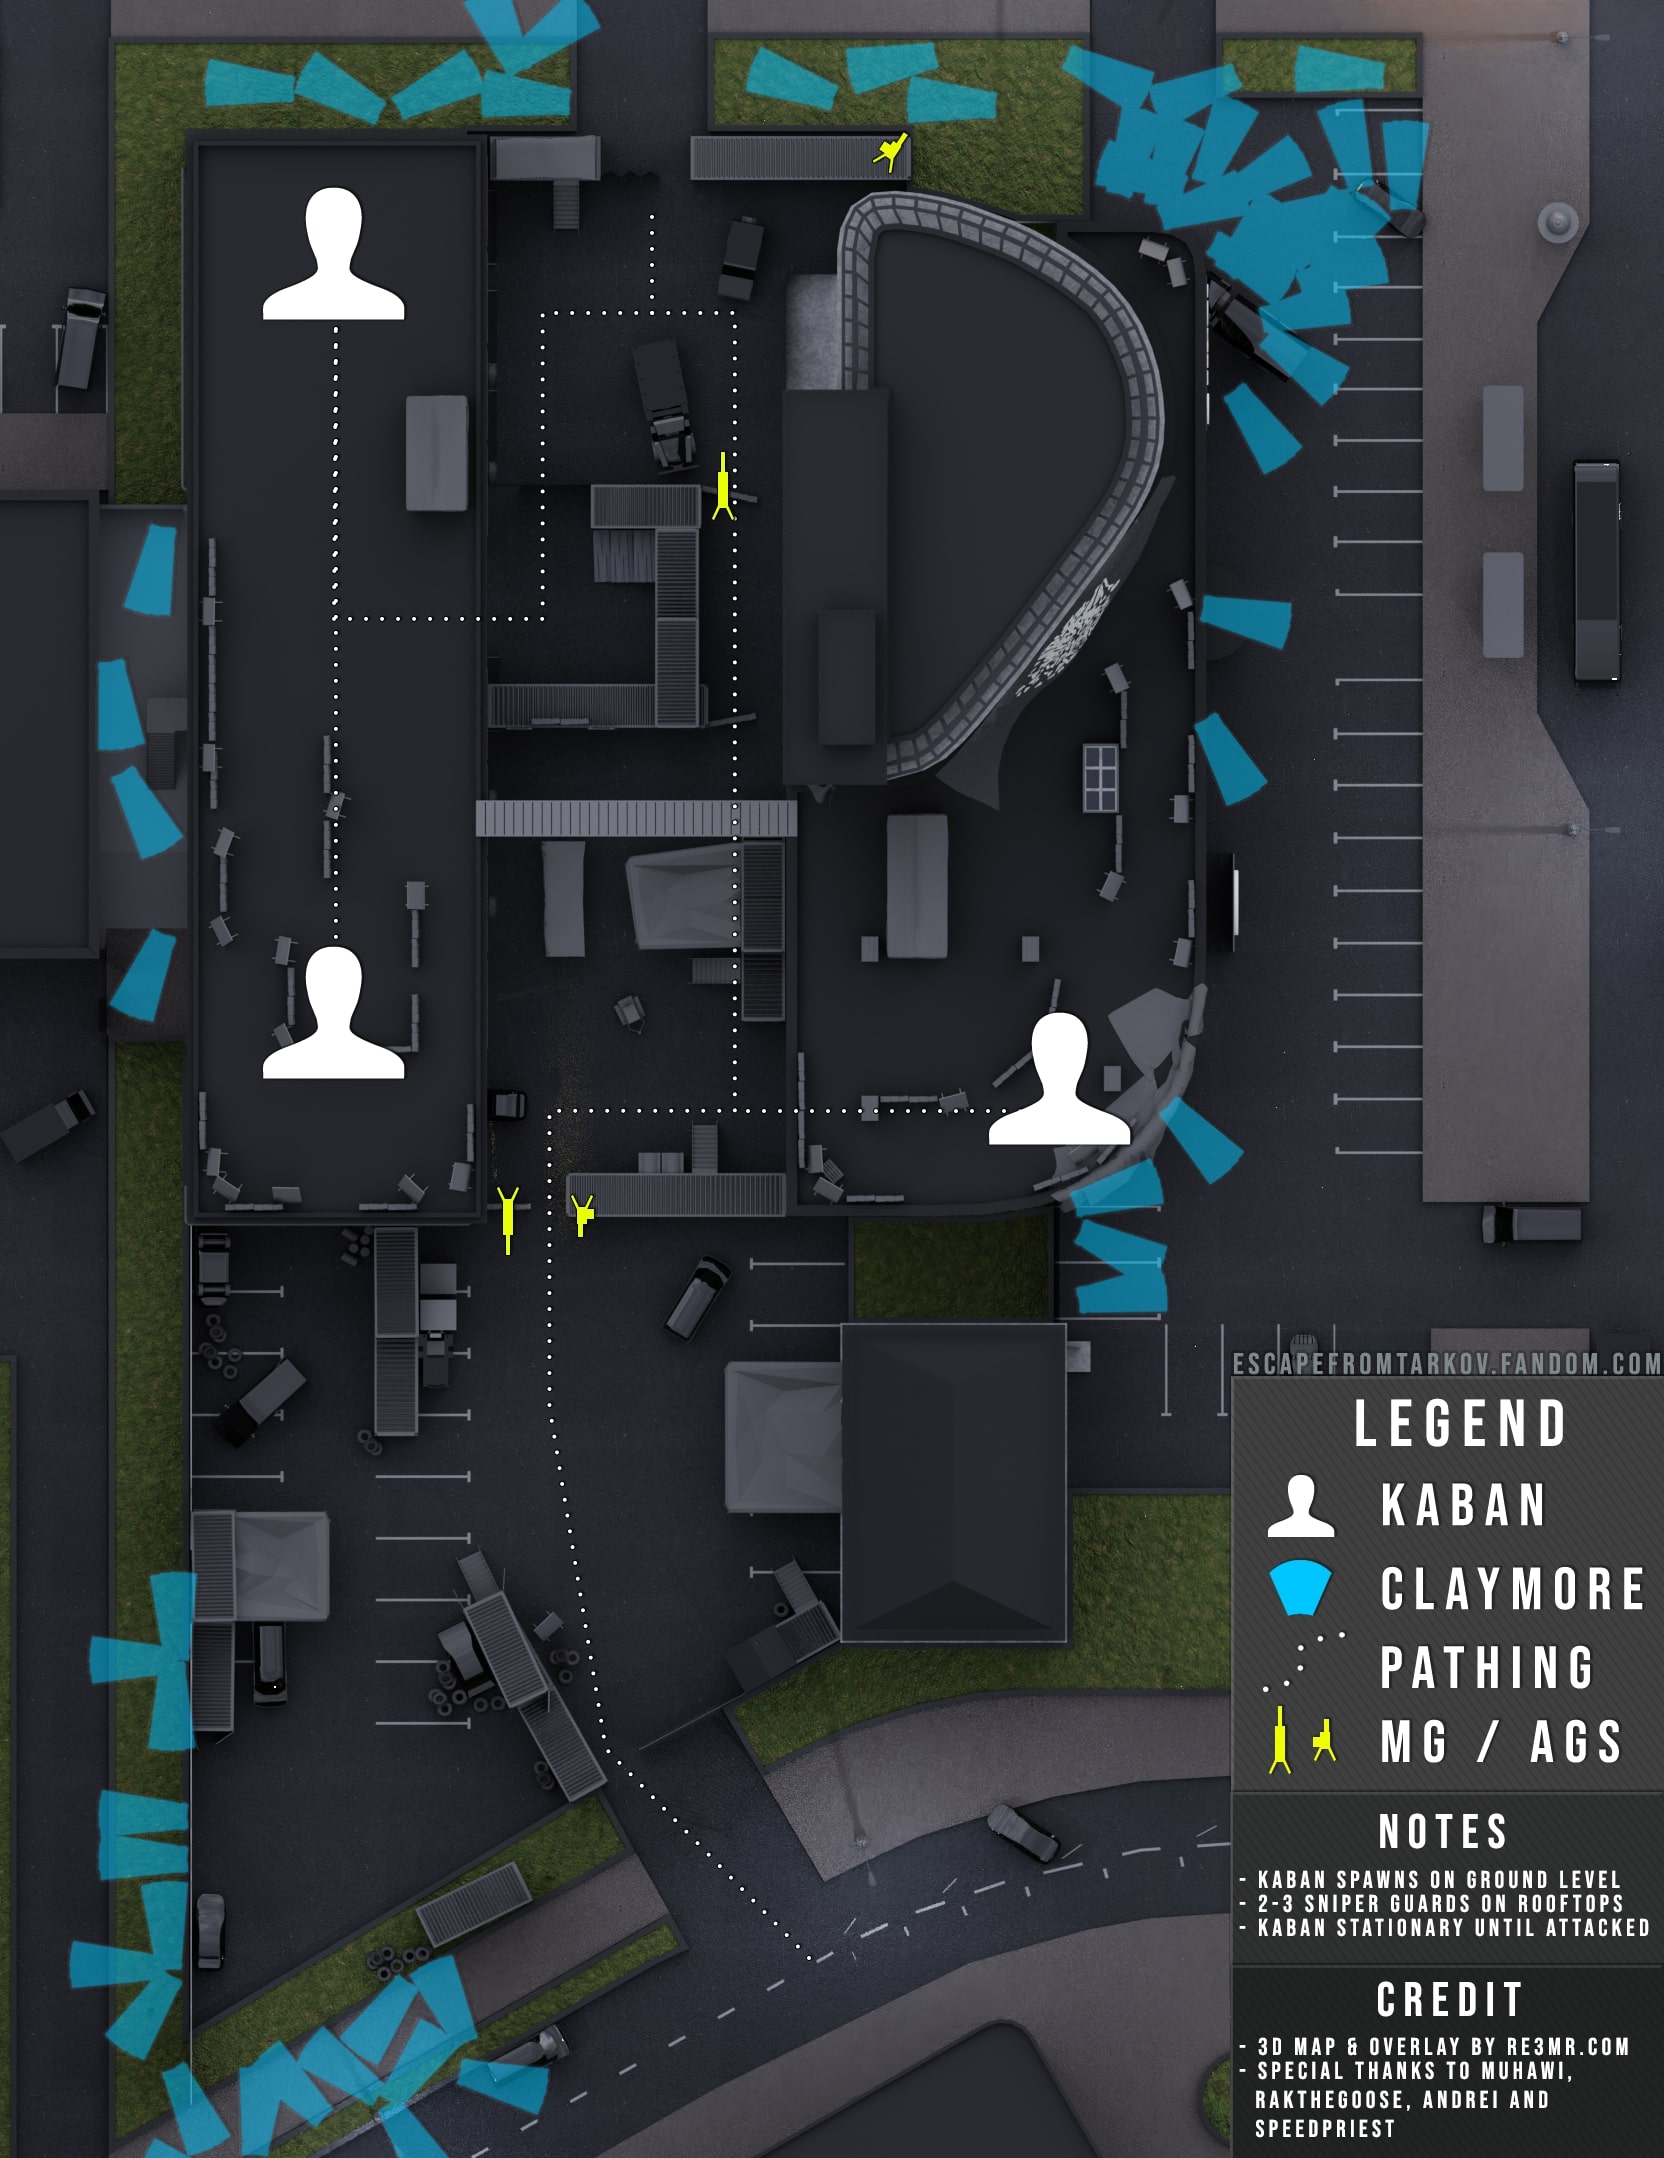 ESCAPEFROMTARKOV.FANDOM.COM
LEGEND
KABAN
CLAYMORE
PATHING
MG / AGS
NOTES
- KABAN SPAWNS ON GROUND LEVEL
- 2-3 SNIPER GUARDS ON ROOFTOPS
- KABAN STATIONARY UNTIL ATTACKED
CREDIT
- 3D MAP & OVERLAY BY RE3MR.COM
- SPECIAL THANKS TO MUHAWI,
RAKTHEGOOSE, ANDREI AND
SPEEDPRIEST